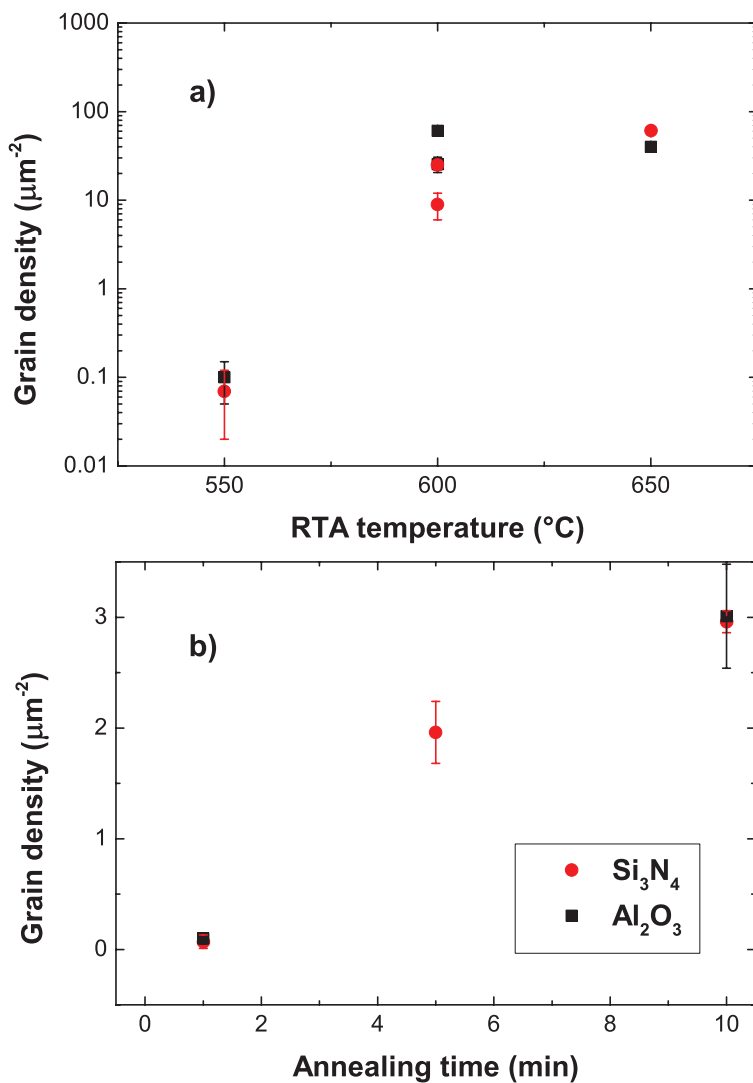 1000
a)
100
10
1
0.1
0.01
Grain density (μm⁻²)
550 600 650
RTA temperature (°C)
3
b)
2
1
0
Grain density (μm⁻²)
Si₃N₄
Al₂O₃
0 2 4 6 8 10
Annealing time (min)